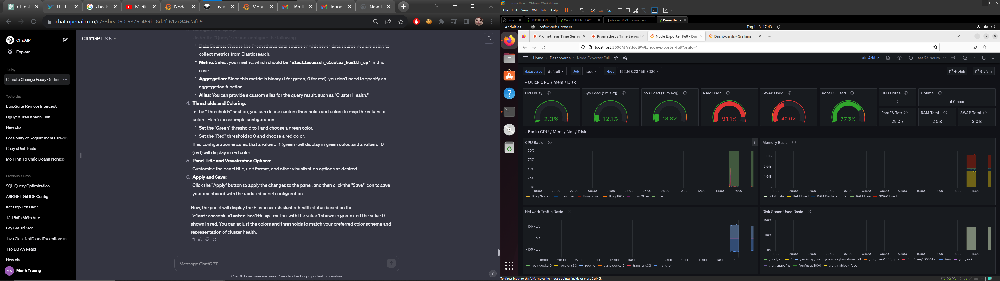 Climat
HTTP
check
M
Node
Elastic
Monit
Hộp t
Inbox
New T
chat.openai.com/c/33bea090-9379-469b-8d2f-612c8462afb9
ChatGPT
Explore
Today
Climate Change Essay Outline
Yesterday
BurpSuite Remote Intercept
Nguyễn Trần Khánh Linh
New chat
Feasibility of Requirements Tracin
Chạy xUnit Tests
Mô Hình Tổ Chức Doanh Nghiệp
Previous 7 Days
SQL Query Optimization
ASP.NET Git IDE Config
Kết Hợp Tên Bác Sĩ
Tải Phần Mềm Vite
Lấy Giá Trị Slot
Java ClassNotFoundException: m
Tạo Dự Án React
New chat
MA
Manh Truong
ChatGPT 3.5
Configure the Query:
Under the "Query" section, configure the following:
Data Source: Choose the Prometheus data source or whichever data source you are using to
collect metrics from Elasticsearch.
Metric: Select your metric, which should be `elasticsearch_cluster_health_up` in this
case.
Aggregation: Since this metric is binary (1 for green, 0 for red), you don't need to specify an
aggregation function.
Alias: You can provide a custom alias for the query result, such as "Cluster Health."
4. Thresholds and Coloring:
In the "Thresholds" section, you can define custom thresholds and colors to map the values to
colors. Here's an example configuration:
Set the "Green" threshold to 1 and choose a green color.
Set the "Red" threshold to 0 and choose a red color.
This configuration ensures that a value of 1 (green) will display in green color, and a value of 0
(red) will display in red color.
5. Panel Title and Visualization Options:
Customize the panel title, unit format, and other visualization options as desired.
6. Apply and Save:
Click the "Apply" button to apply the changes to the panel, and then click the "Save" icon to save
your dashboard with the updated panel configuration.
Now, the panel will display the Elasticsearch cluster health status based on the
`elasticsearch_cluster_health_up` metric, with the value 1 shown in green and the value 0
shown in red. You can adjust the colors and thresholds to match your preferred color scheme and
representation of cluster health.
Message ChatGPT...
ChatGPT can make mistakes. Consider checking important information.
?
Prometheus - VMware Workstation
File Edit View VM Tabs Help
Home
UBUNTUFA23
Clone of UBUNTUFA23
kali-linux-2023.3-vmware-am...
Prometheus
Activities
Firefox Web Browser
Thg 11 8 17:43
Prometheus Time Series
Prometheus Time Series
Node Exporter Full - Das
Dashboards - Grafana
localhost:3000/d/rYdddlPWk/node-exporter-full?orgId=1
Home > Dashboards > Node Exporter Full
Add
Last 24 hours
datasource default
Job node
Host 192.168.23.156:8080
GitHub
Grafana
Quick CPU / Mem / Disk
CPU Busy
2.3%
Sys Load (5m avg)
12.1%
Sys Load (15m avg)
13.8%
RAM Used
91.1%
SWAP Used
40.0%
Root FS Used
77.3%
CPU Cores
2
Uptime
4.0 hour
RootFS Tot
29 GiB
RAM Total
2 GiB
SWAP Total
3 GiB
Basic CPU / Mem / Net / Disk
CPU Basic
100%
75%
50%
25%
0%
18:00 20:00 22:00 00:00 02:00 04:00 06:00 08:00 10:00 12:00 14:00 16:00
Busy System Busy User Busy Iowait Busy IRQs Busy Other Idle
Memory Basic
3 GiB
2 GiB
1 GiB
0 B
18:00 20:00 22:00 00:00 02:00 04:00 06:00 08:00 10:00 12:00 14:00 16:00
RAM Total RAM Used RAM Cache + Buffer RAM Free SWAP Used
Network Traffic Basic
100 kb/s
0 b/s
-100 kb/s
18:00 20:00 22:00 00:00 02:00 04:00 06:00 08:00 10:00 12:00 14:00 16:00
recv docker0 recv ens33 recv lo trans docker0 trans ens33 trans lo
Disk Space Used Basic
100%
50%
0%
18:00 20:00 22:00 00:00 02:00 04:00 06:00 08:00 10:00 12:00 14:00 16:00
/boot/efi / /var/snap/firefox/common/host-hunspell /run/user/1000/gvfs /run/user/1000/doc /run /run/lock
/run/snapd/ns /run/user/1000 /run/vmblock-fuse
To direct input to this VM, move the mouse pointer inside or press Ctrl+G.